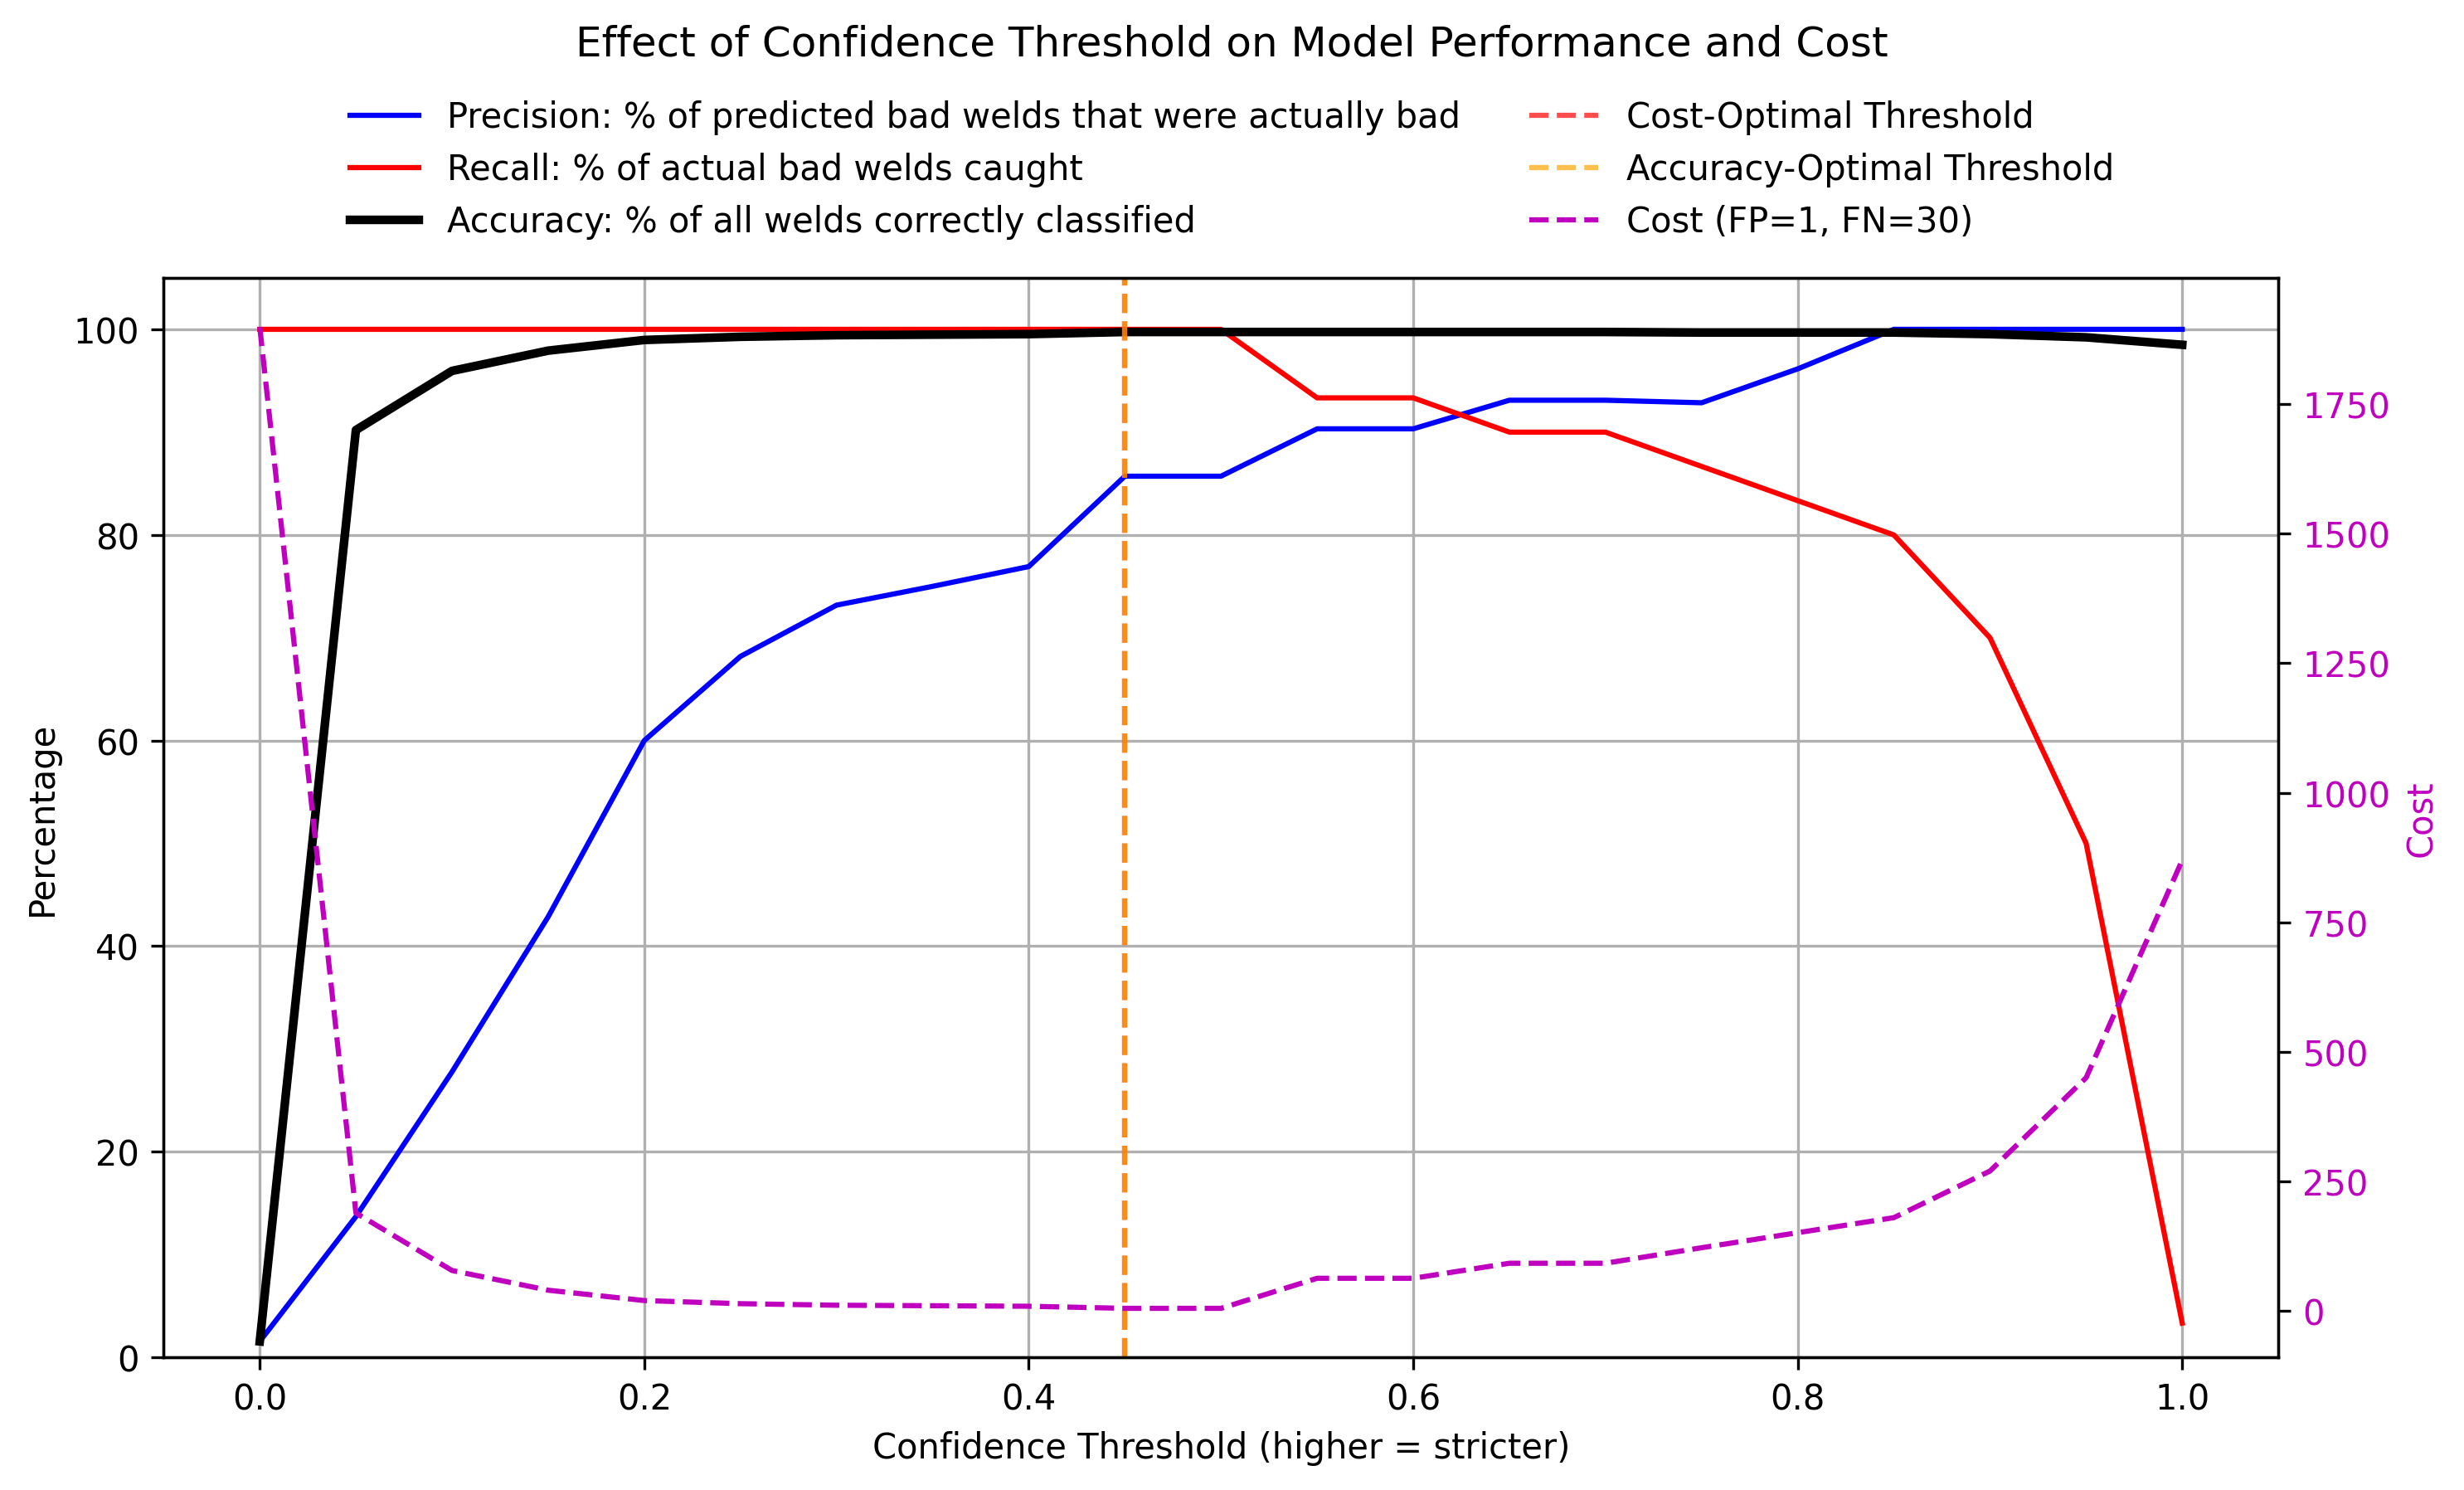 Effect of Confidence Threshold on Model Performance and Cost
Precision: % of predicted bad welds that were actually bad
Recall: % of actual bad welds caught
Accuracy: % of all welds correctly classified
Cost-Optimal Threshold
Accuracy-Optimal Threshold
Cost (FP=1, FN=30)
Percentage
100
80
60
40
20
0
0.0
0.2
0.4
0.6
0.8
1.0
Confidence Threshold (higher = stricter)
1750
1500
1250
1000
750
500
250
0
Cost